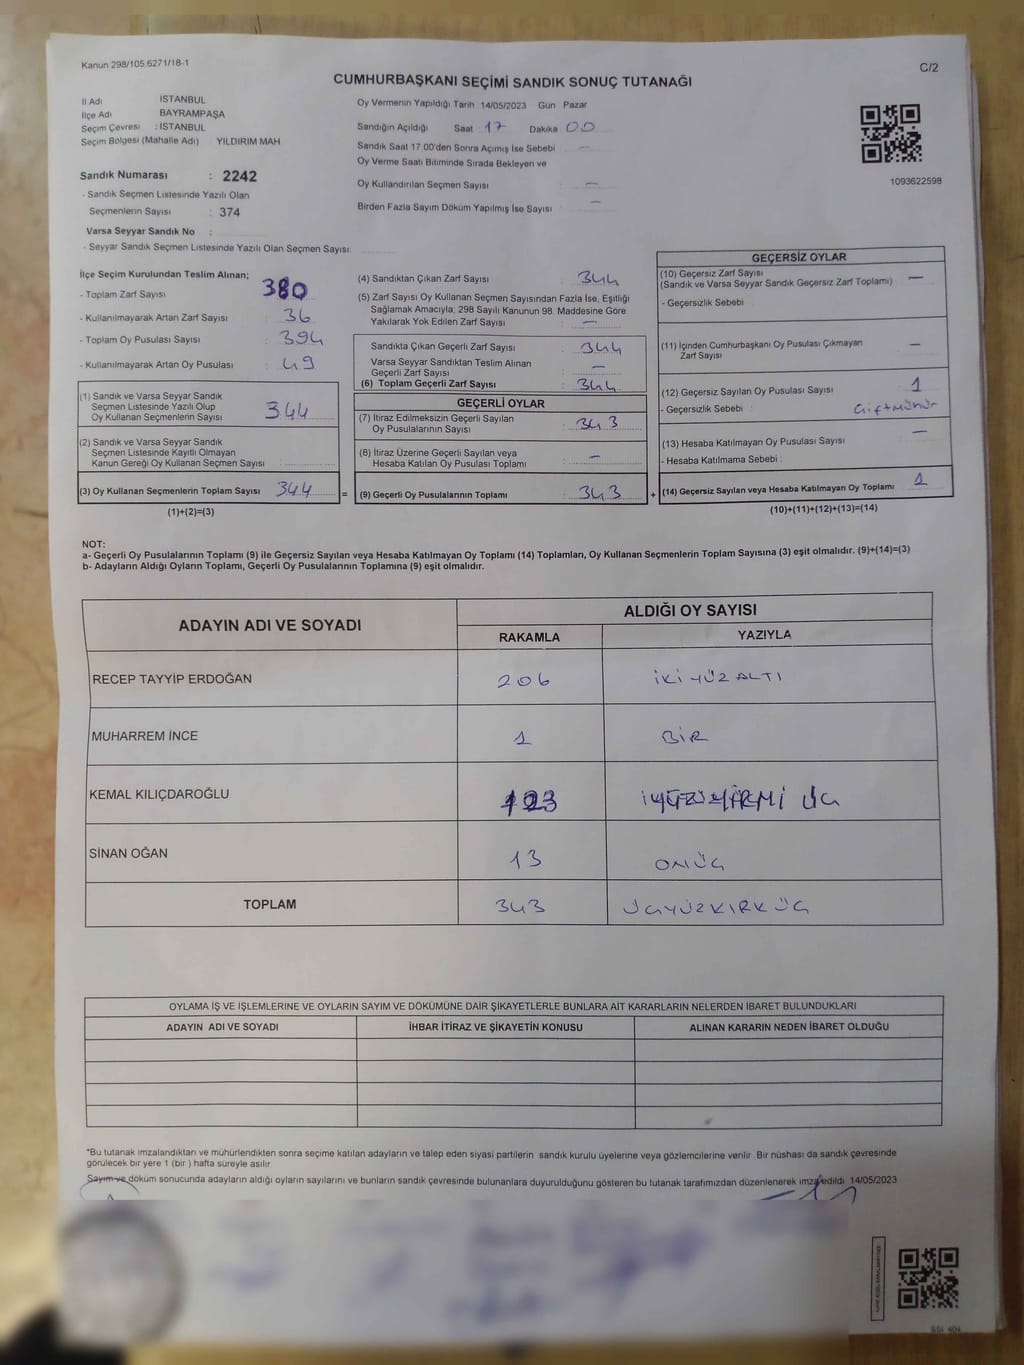 Kanun 298/105.6271/18-1
C/2
CUMHURBAŞKANI SEÇİMİ SANDIK SONUÇ TUTANAĞI
İl Adı İSTANBUL
İlçe Adı BAYRAMPAŞA
Seçim Çevresi : İSTANBUL
Seçim Bölgesi (Mahalle Adı) YILDIRIM MAH
Sandık Numarası : 2242
- Sandık Seçmen Listesinde Yazılı Olan
Seçmenlerin Sayısı : 374
Varsa Seyyar Sandık No :
- Seyyar Sandık Seçmen Listesinde Yazılı Olan Seçmen Sayısı:
Oy Vermenin Yapıldığı Tarih 14/05/2023 Gün Pazar
Sandığın Açıldığı Saat 17 Dakika 00
Sandık Saat 17 00'den Sonra Açımış İse Sebebi : —
Oy Verme Saati Bitiminde Sırada Bekleyen ve
Oy Kullandırılan Seçmen Sayısı : —
Birden Fazla Sayım Döküm Yapılmış İse Sayısı : —
1093622598
İlçe Seçim Kurulundan Teslim Alınan;
- Toplam Zarf Sayısı : 380
- Kullanılmayarak Artan Zarf Sayısı : 36
- Toplam Oy Pusulası Sayısı : 394
- Kullanılmayarak Artan Oy Pusulası : 49
(1) Sandık ve Varsa Seyyar Sandık
Seçmen Listesinde Yazılı Olup
Oy Kullanan Seçmenlerin Sayısı : 344
(2) Sandık ve Varsa Seyyar Sandık
Seçmen Listesinde Kayıtlı Olmayan
Kanun Gereği Oy Kullanan Seçmen Sayısı :
(3) Oy Kullanan Seçmenlerin Toplam Sayısı : 344 =
(1)+(2)=(3)
(4) Sandıktan Çıkan Zarf Sayısı : 344
(5) Zarf Sayısı Oy Kullanan Seçmen Sayısından Fazla İse, Eşitliği
Sağlamak Amacıyla; 298 Sayılı Kanunun 98. Maddesine Göre
Yakılarak Yok Edilen Zarf Sayısı : —
Sandıkta Çıkan Geçerli Zarf Sayısı : 344
Varsa Seyyar Sandıktan Teslim Alınan
Geçerli Zarf Sayısı : —
(6) Toplam Geçerli Zarf Sayısı : 344
GEÇERLİ OYLAR
(7) İtiraz Edilmeksizin Geçerli Sayılan
Oy Pusulalarının Sayısı : 343
(8) İtiraz Üzerine Geçerli Sayılan veya
Hesaba Katılan Oy Pusulası Toplamı : —
(9) Geçerli Oy Pusulalarının Toplamı : 343 +
GEÇERSİZ OYLAR
(10) Geçersiz Zarf Sayısı —
(Sandık ve Varsa Seyyar Sandık Geçersiz Zarf Toplamı)
- Geçersizlik Sebebi
(11) İçinden Cumhurbaşkanı Oy Pusulası Çıkmayan —
Zarf Sayısı
(12) Geçersiz Sayılan Oy Pusulası Sayısı 1
- Geçersizlik Sebebi : Çiftmühür
(13) Hesaba Katılmayan Oy Pusulası Sayısı —
- Hesaba Katılmama Sebebi :
(14) Geçersiz Sayılan veya Hesaba Katılmayan Oy Toplamı 1
(10)+(11)+(12)+(13)=(14)
NOT:
a- Geçerli Oy Pusulalarının Toplamı (9) ile Geçersiz Sayılan veya Hesaba Katılmayan Oy Toplamı (14) Toplamları, Oy Kullanan Seçmenlerin Toplam Sayısına (3) eşit olmalıdır. (9)+(14)=(3)
b- Adayların Aldığı Oyların Toplamı, Geçerli Oy Pusulalarının Toplamına (9) eşit olmalıdır.
ADAYIN ADI VE SOYADI ALDIĞI OY SAYISI
RAKAMLA YAZIYLA
RECEP TAYYİP ERDOĞAN 206 İKİ YÜZ ALTI
MUHARREM İNCE 1 BİR
KEMAL KILIÇDAROĞLU 123 ÜÇ
SİNAN OĞAN 13 ONÜÇ
TOPLAM 343 ÜÇYÜZKIRKÜÇ
OYLAMA İŞ VE İŞLEMLERİNE VE OYLARIN SAYIM VE DÖKÜMÜNE DAİR ŞİKAYETLERLE BUNLARA AİT KARARLARIN NELERDEN İBARET BULUNDUKLARI
ADAYIN ADI VE SOYADI İHBAR İTİRAZ VE ŞİKAYETİN KONUSU ALINAN KARARIN NEDEN İBARET OLDUĞU
*Bu tutanak imzalandıktan ve mühürlendikten sonra seçime katılan adayların ve talep eden siyasi partilerin sandık kurulu üyelerine veya gözlemcilerine verilir Bir nüshası da sandık çevresinde
görülecek bir yere 1 (bir) hafta süreyle asılır
Sayım ve döküm sonucunda adayların aldığı oyların sayılarını ve bunların sandık çevresinde bulunanlara duyurulduğunu gösteren bu tutanak tarafımızdan düzenlenerek imza edildi 14/05/2023